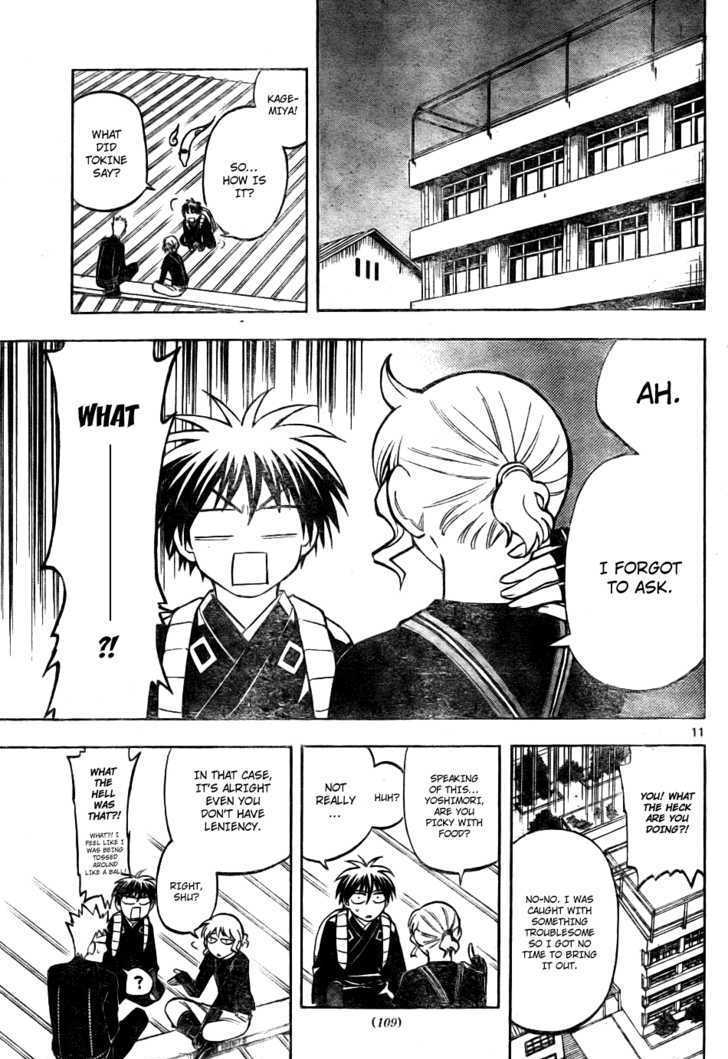 KAGE-
MIYA!
SO...
HOW IS
IT?
WHAT
DID
TOKINE
SAY?
AH.
I FORGOT
TO ASK.
WHAT
?!
11
YOU! WHAT
THE HECK ARE
YOU DOING?!
NO-NO. I WAS
CAUGHT WITH
SOMETHING
TROUBLESOME
SO I GOT NO
TIME TO BRING
IT OUT.
SPEAKING
OF THIS...
YOSHIMORI,
ARE YOU
PICKY WITH
FOOD?
HUH?
NOT
REALLY
...
IN THAT CASE,
IT'S ALRIGHT
EVEN YOU
DON'T HAVE
LENIENCY.
RIGHT,
SHU?
?
WHAT
THE HELL
WAS
THAT?!
WHAT?! I
FEEL LIKE I
WAS BEING
TOSSED
AROUND
LIKE A BALL!
(109)